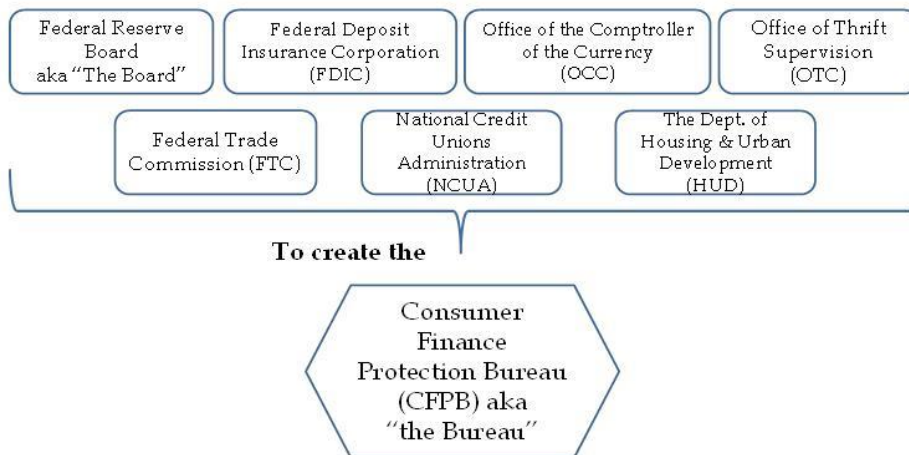 Federal Reserve
Board
aka “The Board”
Federal Deposit
Insurance Corporation
(FDIC)
Office of the Comptroller
of the Currency
(OCC)
Office of Thrift
Supervision
(OTC)
Federal Trade
Commission (FTC)
National Credit
Unions
Administration
(NCUA)
The Dept. of
Housing & Urban
Development
(HUD)
To create the
Consumer
Finance
Protection Bureau
(CFPB) aka
“the Bureau”